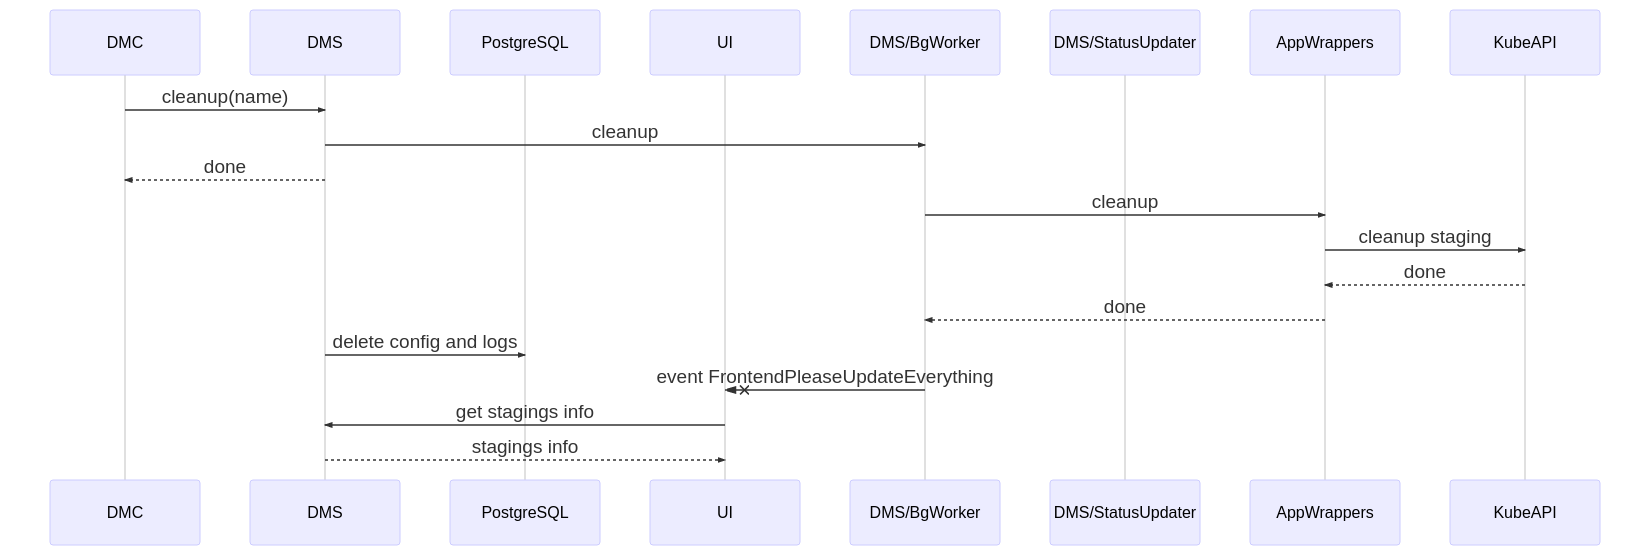 DMC
DMS
PostgreSQL
UI
DMS/BgWorker
DMS/StatusUpdater
AppWrappers
KubeAPI
cleanup(name)
cleanup
done
cleanup
cleanup staging
done
done
delete config and logs
event FrontendPleaseUpdateEverything
get stagings info
stagings info
DMC
DMS
PostgreSQL
UI
DMS/BgWorker
DMS/StatusUpdater
AppWrappers
KubeAPI